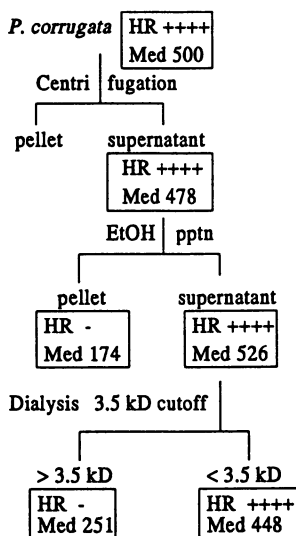 P. corrugata
HR ++++
Med 500
Centri fugation
pellet supernatant
HR ++++
Med 478
EtOH pptn
pellet supernatant
HR - HR ++++
Med 174 Med 526
Dialysis 3.5 kD cutoff
> 3.5 kD < 3.5 kD
HR - HR ++++
Med 251 Med 448